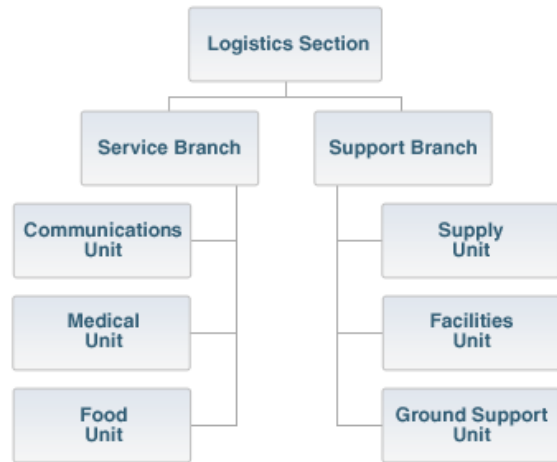 Logistics Section
Service Branch
Support Branch
Communications
Unit
Supply
Unit
Medical
Unit
Facilities
Unit
Food
Unit
Ground Support
Unit